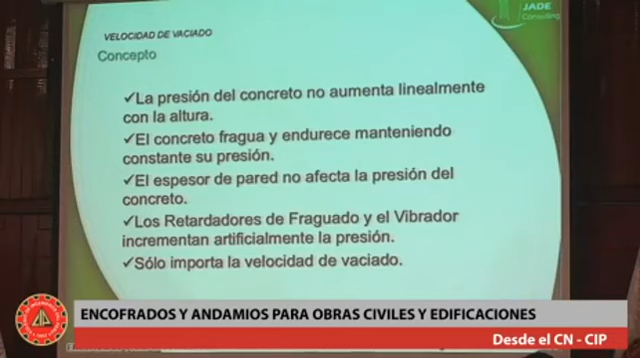 JADE
Consulting
VELOCIDAD DE VACIADO
Concepto
✓La presión del concreto no aumenta linealmente
con la altura.
✓El concreto fragua y endurece manteniendo
constante su presión.
✓El espesor de pared no afecta la presión del
concreto.
✓Los Retardadores de Fraguado y el Vibrador
incrementan artificialmente la presión.
✓Sólo importa la velocidad de vaciado.
ENCOFRADOS Y ANDAMIOS PARA OBRAS CIVILES Y EDIFICACIONES
Desde el CN - CIP